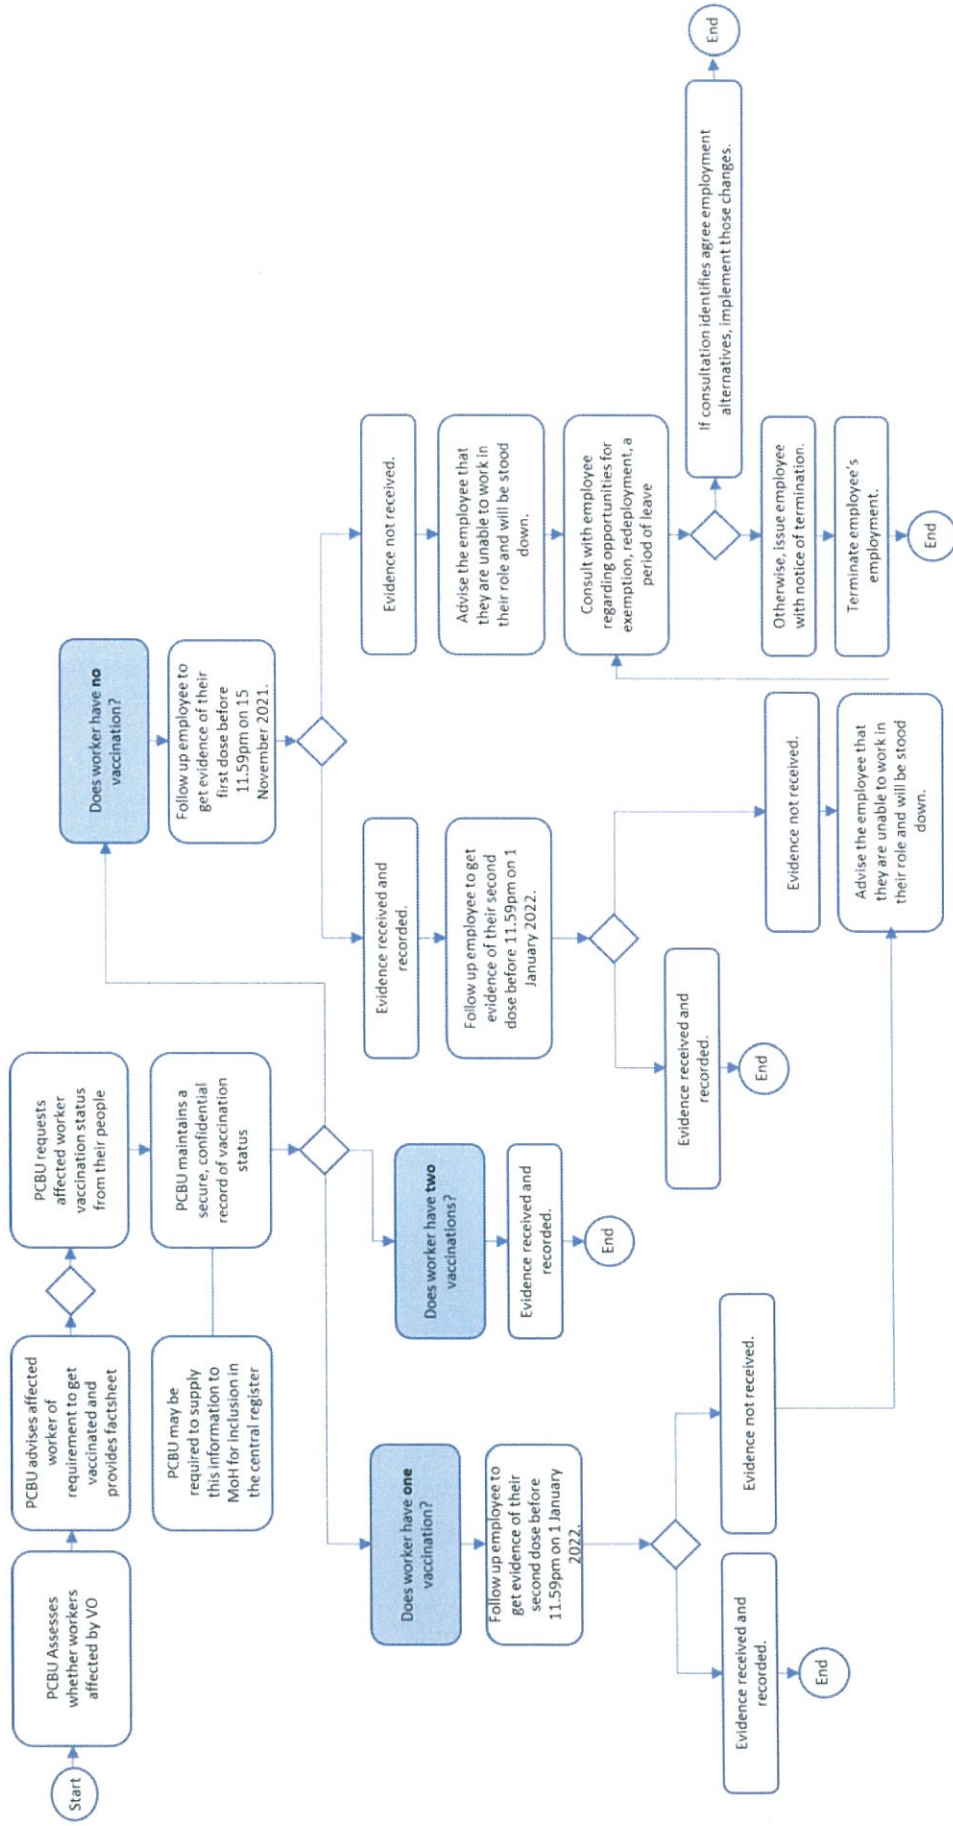 Start
PCBU Assesses
whether workers
affected by VO
PCBU advises affected
worker of
requirement to get
vaccinated and
provides factsheet
PCBU requests
affected worker
vaccination status
from their people
PCBU may be
required to supply
this information to
MoH for inclusion in
the central register
PCBU maintains a
secure, confidential
record of vaccination
status
Does worker have one
vaccination?
Follow up employee to
get evidence of their
second dose before
11.59pm on 1 January
2022.
Evidence received and
recorded.
End
Evidence not received.
Does worker have two
vaccinations?
Evidence received and
recorded.
End
Does worker have no
vaccination?
Follow up employee to
get evidence of their
first dose before
11.59pm on 15
November 2021.
Evidence received and
recorded.
Follow up employee to get
evidence of their second
dose before 11.59pm on 1
January 2022.
Evidence received and
recorded.
End
Evidence not received.
Advise the employee that
they are unable to work in
their role and will be stood
down.
Evidence not received.
Advise the employee that
they are unable to work in
their role and will be stood
down.
Consult with employee
regarding opportunities for
exemption, redeployment, a
period of leave
If consultation identifies agree employment
alternatives, implement those changes.
End
Otherwise, issue employee
with notice of termination.
Terminate employee's
employment.
End